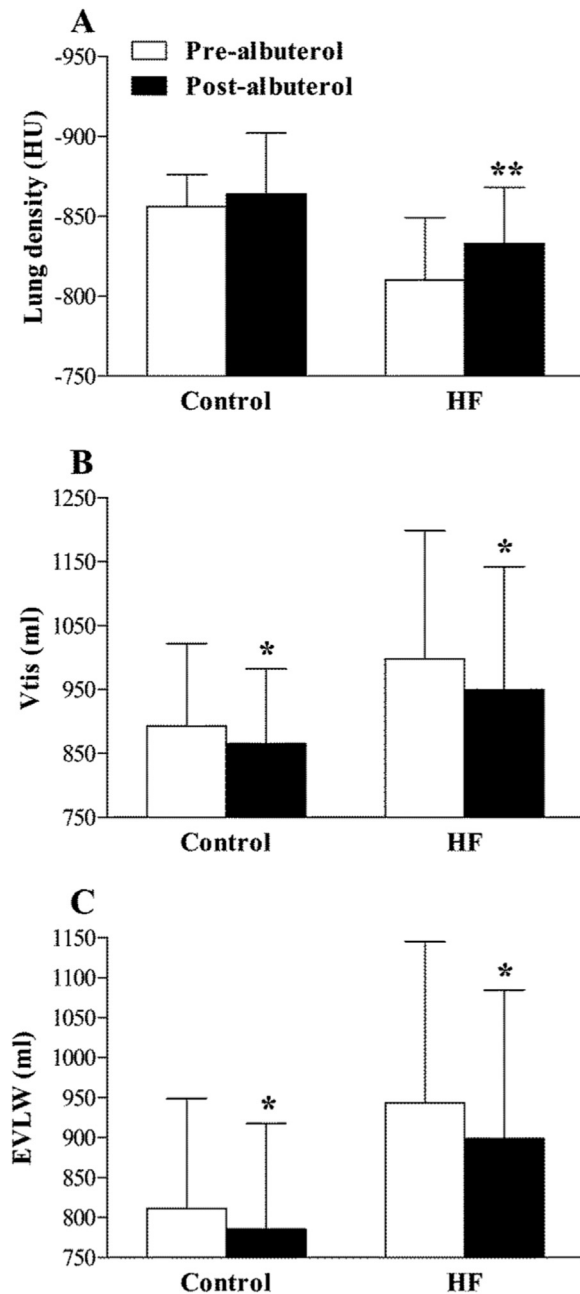 A
Pre-albuterol
Post-albuterol
Lung density (HU)
-950
-900
-850
-800
-750
**
Control HF
B
Vtis (ml)
1250
1150
1050
950
850
750
*
*
Control HF
C
EVLW (ml)
1150
1100
1050
1000
950
900
850
800
750
*
*
Control HF